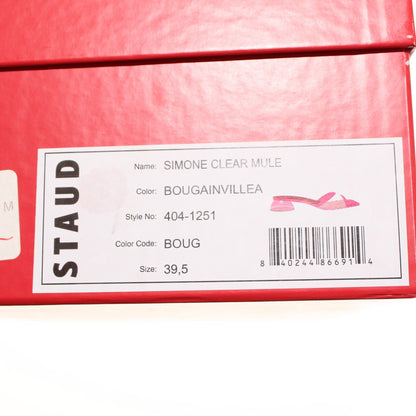 STAUD
Name: SIMONE CLEAR MULE
Color: BOUGAINVILLEA
Style No: 404-1251
Color Code: BOUG
Size: 39,5
8 40244 86691 4
M